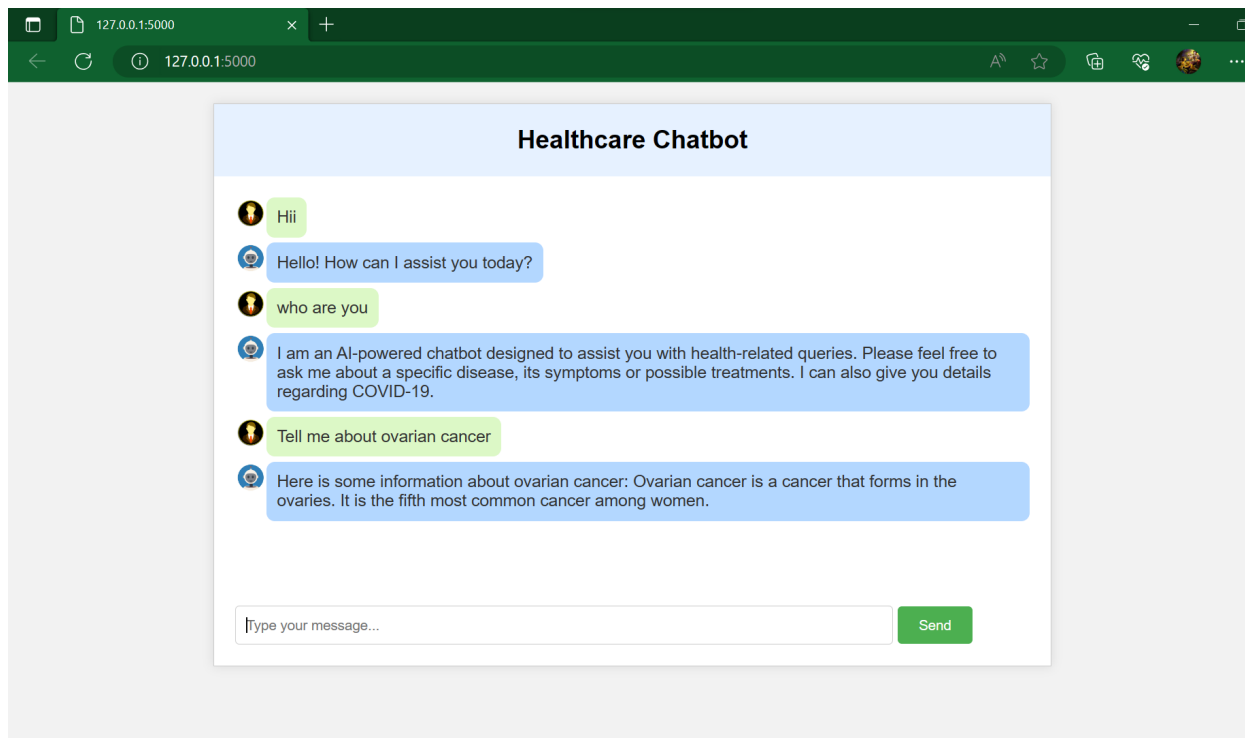 127.0.0.1:5000
127.0.0.1:5000
Healthcare Chatbot
Hii
Hello! How can I assist you today?
who are you
I am an AI-powered chatbot designed to assist you with health-related queries. Please feel free to
ask me about a specific disease, its symptoms or possible treatments. I can also give you details
regarding COVID-19.
Tell me about ovarian cancer
Here is some information about ovarian cancer: Ovarian cancer is a cancer that forms in the
ovaries. It is the fifth most common cancer among women.
Type your message...
Send